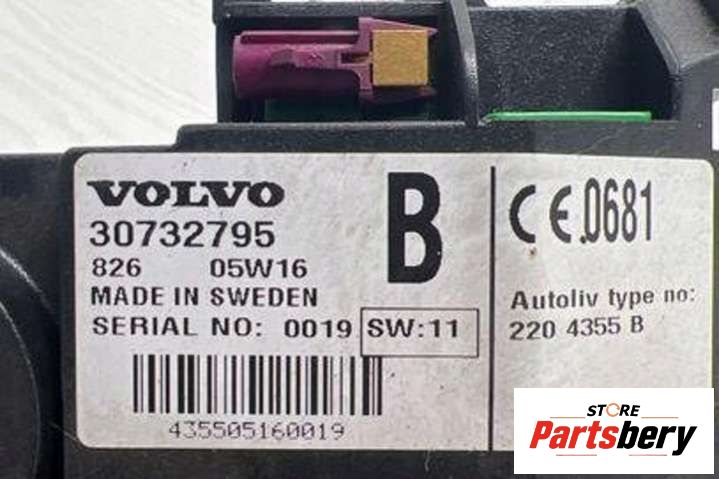 VOLVO
30732795
826 05W16
MADE IN SWEDEN
SERIAL NO: 0019 SW:11
435505160019
B
CE.0681
Autoliv type no:
220 4355 B
STORE
Partsbery